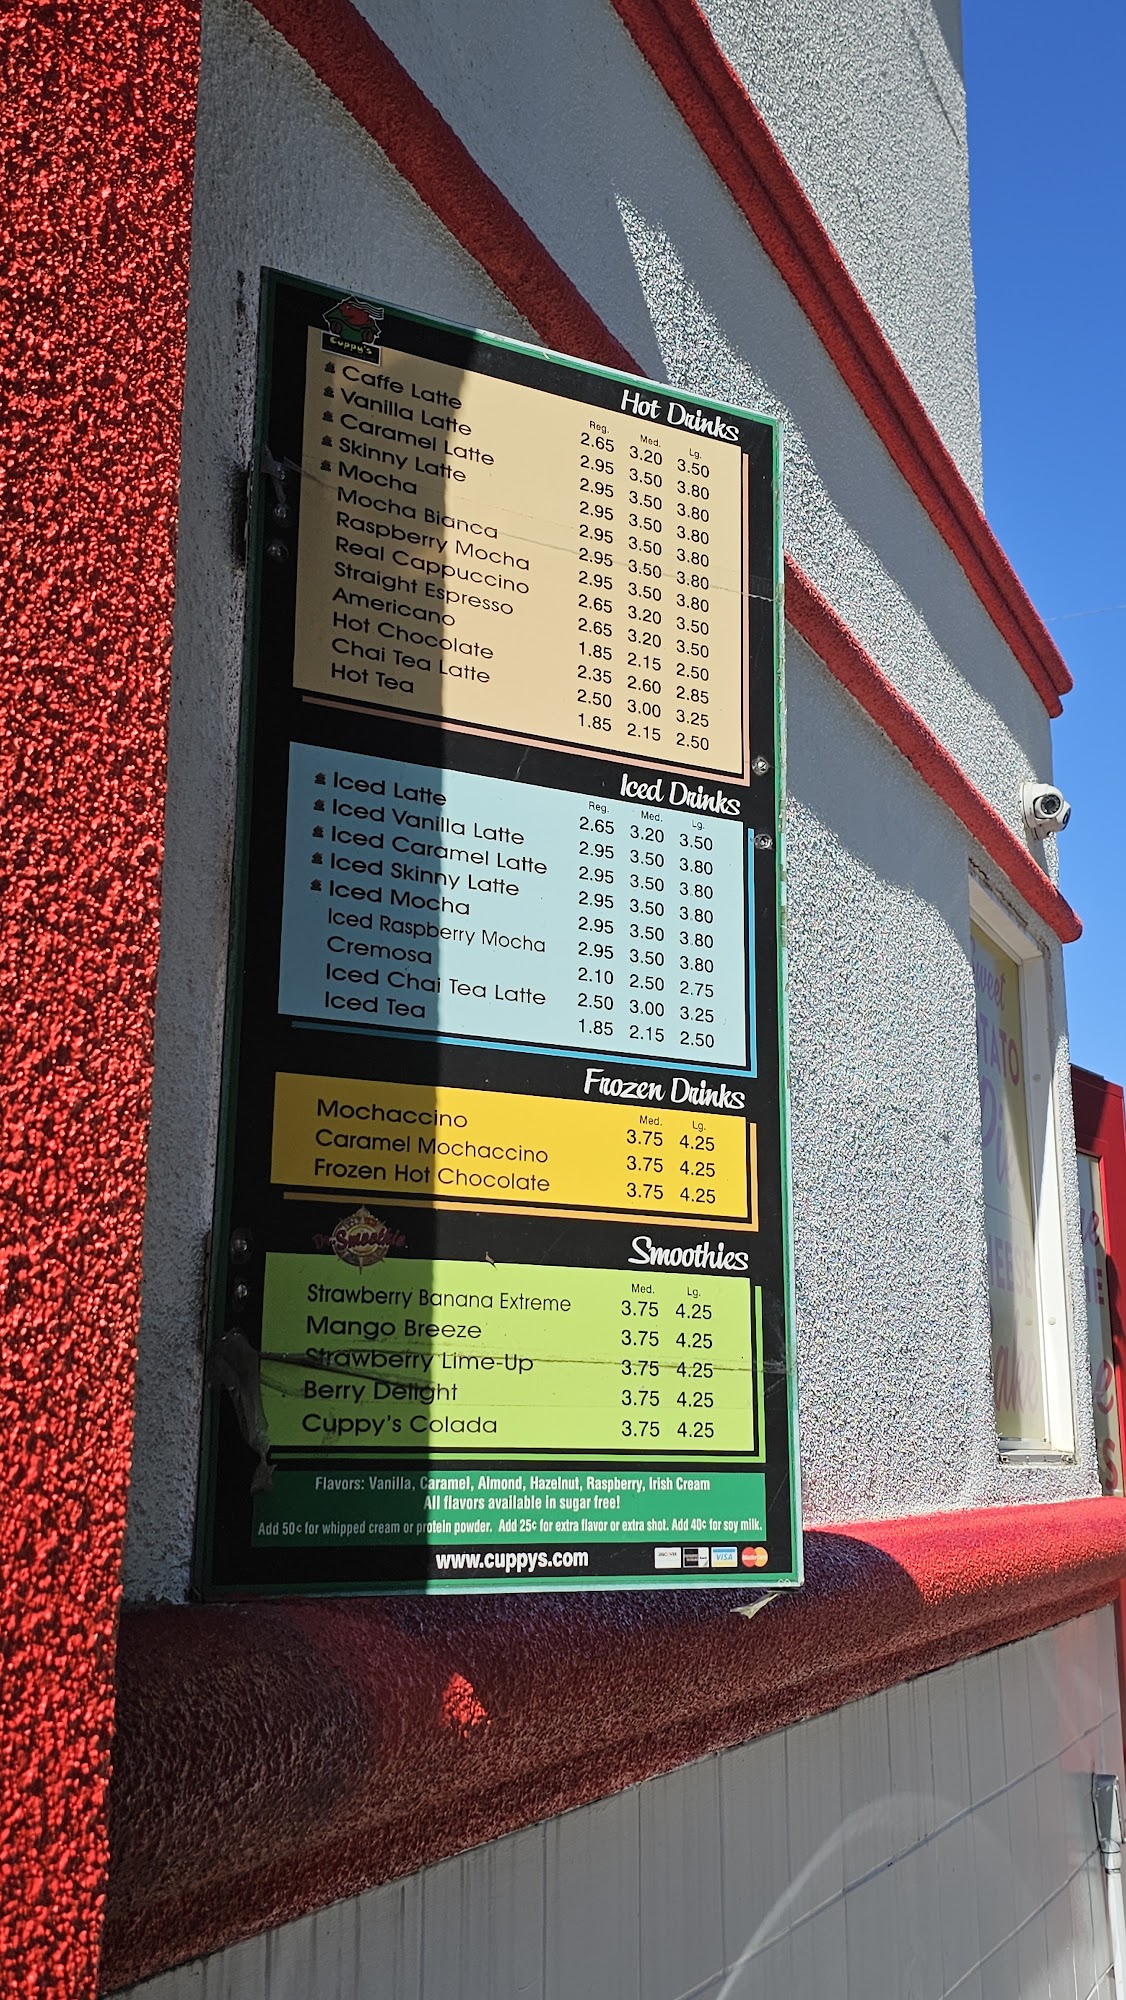 Cuppy's
Hot Drinks
Reg. Med. Lg.
Caffe Latte 2.65 3.20 3.50
Vanilla Latte 2.95 3.50 3.80
Caramel Latte 2.95 3.50 3.80
Skinny Latte 2.95 3.50 3.80
Mocha 2.95 3.50 3.80
Mocha Bianca 2.95 3.50 3.80
Raspberry Mocha 2.95 3.50 3.80
Real Cappuccino 2.65 3.20 3.50
Straight Espresso 2.65 3.20 3.50
Americano 1.85 2.15 2.50
Hot Chocolate 2.35 2.60 2.85
Chai Tea Latte 2.50 3.00 3.25
Hot Tea 1.85 2.15 2.50
Iced Drinks
Reg. Med. Lg.
Iced Latte 2.65 3.20 3.50
Iced Vanilla Latte 2.95 3.50 3.80
Iced Caramel Latte 2.95 3.50 3.80
Iced Skinny Latte 2.95 3.50 3.80
Iced Mocha 2.95 3.50 3.80
Iced Raspberry Mocha 2.95 3.50 3.80
Cremosa 2.10 2.50 2.75
Iced Chai Tea Latte 2.50 3.00 3.25
Iced Tea 1.85 2.15 2.50
Frozen Drinks
Med. Lg.
Mochaccino 3.75 4.25
Caramel Mochaccino 3.75 4.25
Frozen Hot Chocolate 3.75 4.25
Dr. Smoothie
Smoothies
Med. Lg.
Strawberry Banana Extreme 3.75 4.25
Mango Breeze 3.75 4.25
Strawberry Lime-Up 3.75 4.25
Berry Delight 3.75 4.25
Cuppy's Colada 3.75 4.25
Flavors: Vanilla, Caramel, Almond, Hazelnut, Raspberry, Irish Cream
All flavors available in sugar free!
Add 50¢ for whipped cream or protein powder. Add 25¢ for extra flavor or extra shot. Add 40¢ for soy milk.
www.cuppys.com
VISA